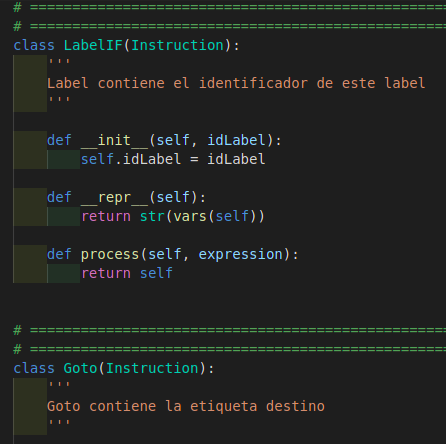 # ==================================================
# ==================================================
class LabelIF(Instruction):
    '''
    Label contiene el identificador de este label
    '''
    def __init__(self, idLabel):
        self.idLabel = idLabel
    def __repr__(self):
        return str(vars(self))
    def process(self, expression):
        return self
# ==================================================
# ==================================================
class Goto(Instruction):
    '''
    Goto contiene la etiqueta destino
    '''